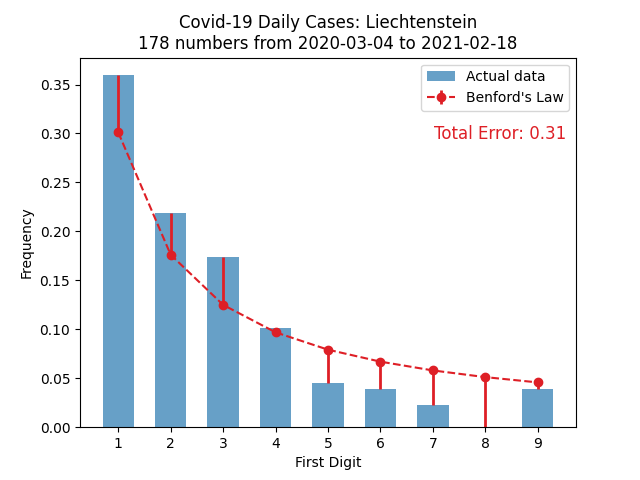 Covid-19 Daily Cases: Liechtenstein
178 numbers from 2020-03-04 to 2021-02-18
Actual data
Benford's Law
Total Error: 0.31
Frequency
0.35
0.30
0.25
0.20
0.15
0.10
0.05
0.00
1 2 3 4 5 6 7 8 9
First Digit